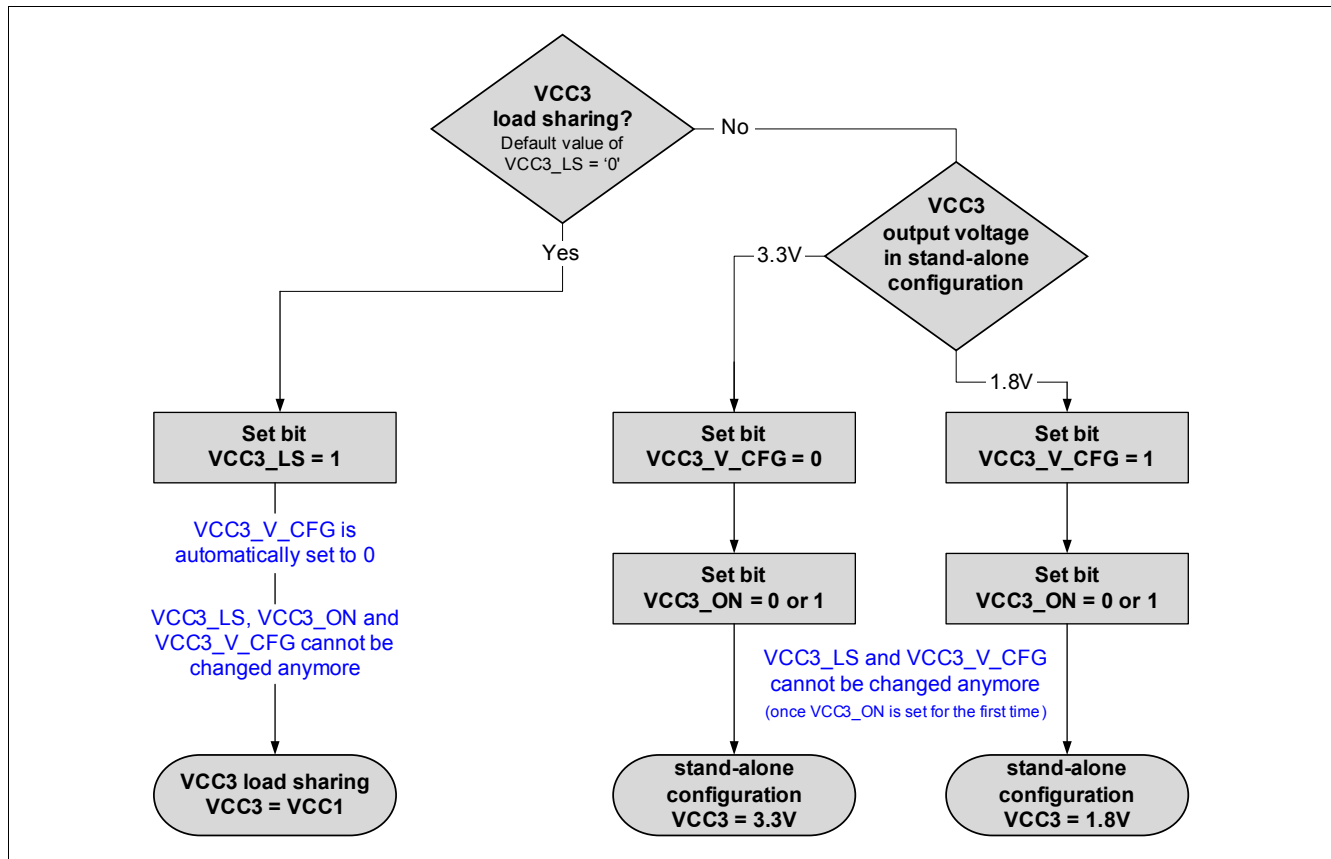 VCC3
load sharing?
Default value of
VCC3_LS = ‘0'
No
Yes
VCC3
output voltage
in stand-alone
configuration
3.3V
1.8V
Set bit
VCC3_LS = 1
Set bit
VCC3_V_CFG = 0
Set bit
VCC3_V_CFG = 1
VCC3_V_CFG is
automatically set to 0
Set bit
VCC3_ON = 0 or 1
Set bit
VCC3_ON = 0 or 1
VCC3_LS, VCC3_ON and
VCC3_V_CFG cannot be
changed anymore
VCC3_LS and VCC3_V_CFG
cannot be changed anymore
(once VCC3_ON is set for the first time)
VCC3 load sharing
VCC3 = VCC1
stand-alone
configuration
VCC3 = 3.3V
stand-alone
configuration
VCC3 = 1.8V